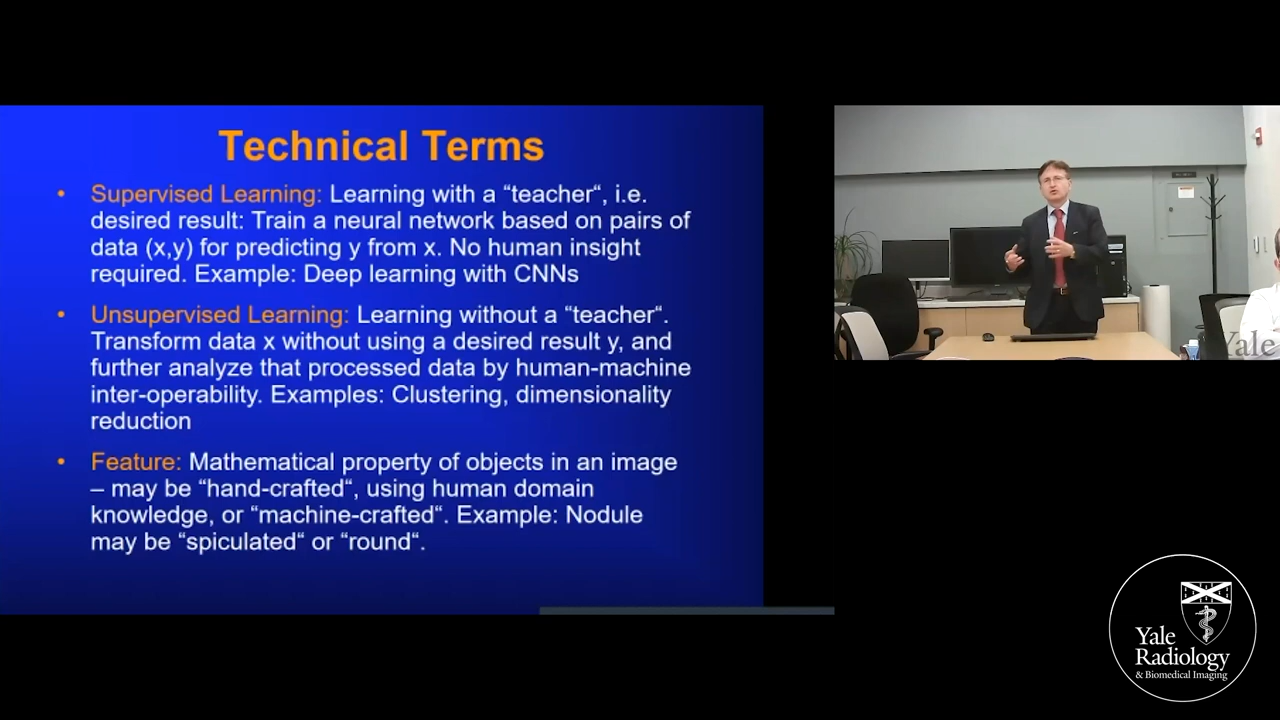 Technical Terms
• Supervised Learning: Learning with a “teacher“, i.e.
desired result: Train a neural network based on pairs of
data (x,y) for predicting y from x. No human insight
required. Example: Deep learning with CNNs
• Unsupervised Learning: Learning without a “teacher“.
Transform data x without using a desired result y, and
further analyze that processed data by human-machine
inter-operability. Examples: Clustering, dimensionality
reduction
• Feature: Mathematical property of objects in an image
– may be “hand-crafted“, using human domain
knowledge, or “machine-crafted“. Example: Nodule
may be “spiculated“ or “round“.
Yale
Yale
Radiology
& Biomedical Imaging